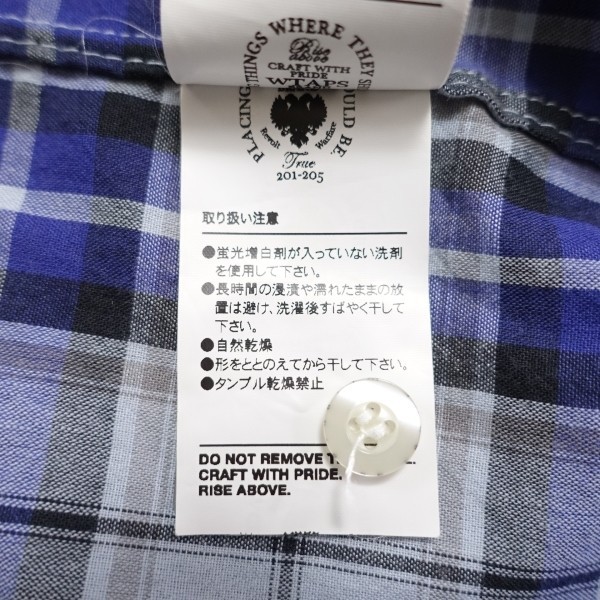 PLACING THINGS WHERE THEY SHOULD BE.
Rise
above
CRAFT WITH
PRIDE
WTAPS
Revolt Warfare
True
201-205
取り扱い注意
●蛍光増白剤が入っていない洗剤
を使用して下さい。
●長時間の浸漬や濡れたままの放
置は避け、洗濯後すばやく干して
下さい。
●自然乾燥
●形をととのえてから干して下さい。
●タンブル乾燥禁止
DO NOT REMOVE T E.
CRAFT WITH PRIDE.
RISE ABOVE.